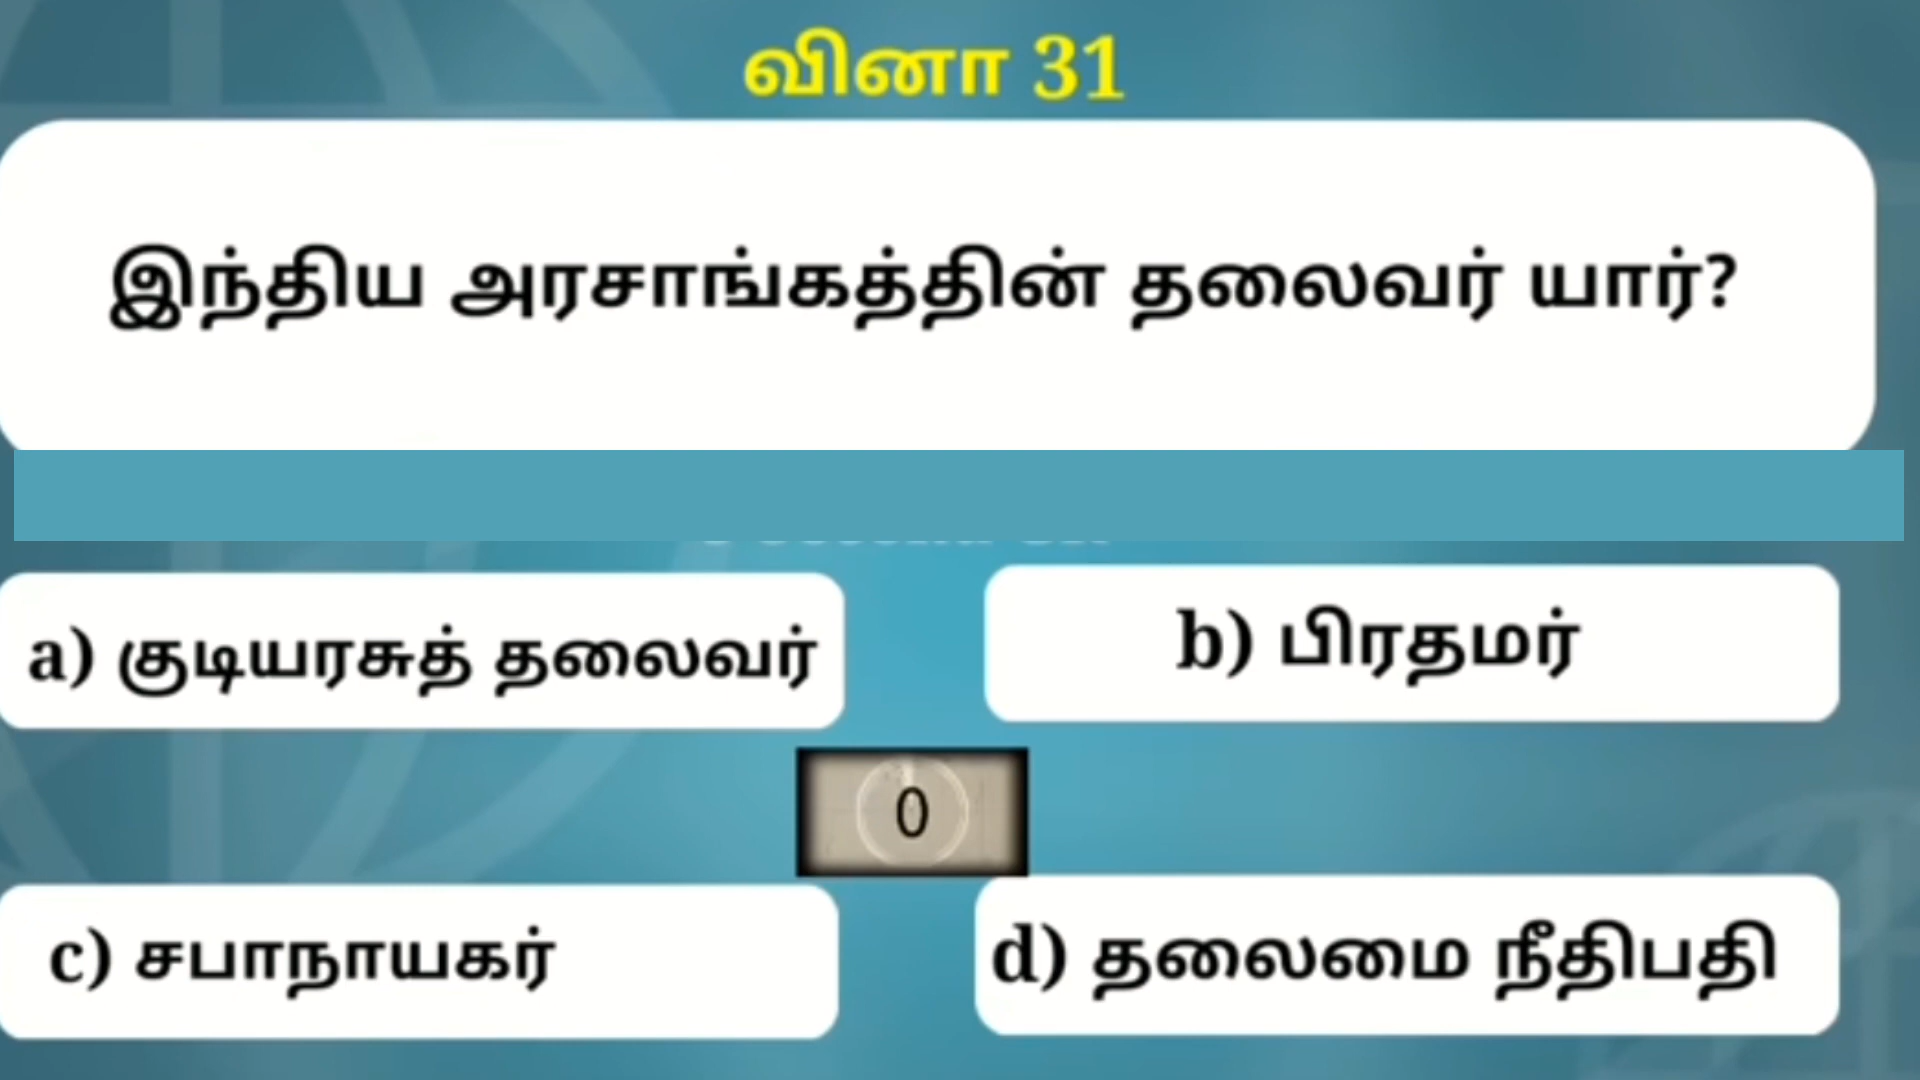 வினா 31
இந்திய அரசாங்கத்தின் தலைவர் யார்?
a) குடியரசுத் தலைவர்
b) பிரதமர்
0
c) சபாநாயகர்
d) தலைமை நீதிபதி